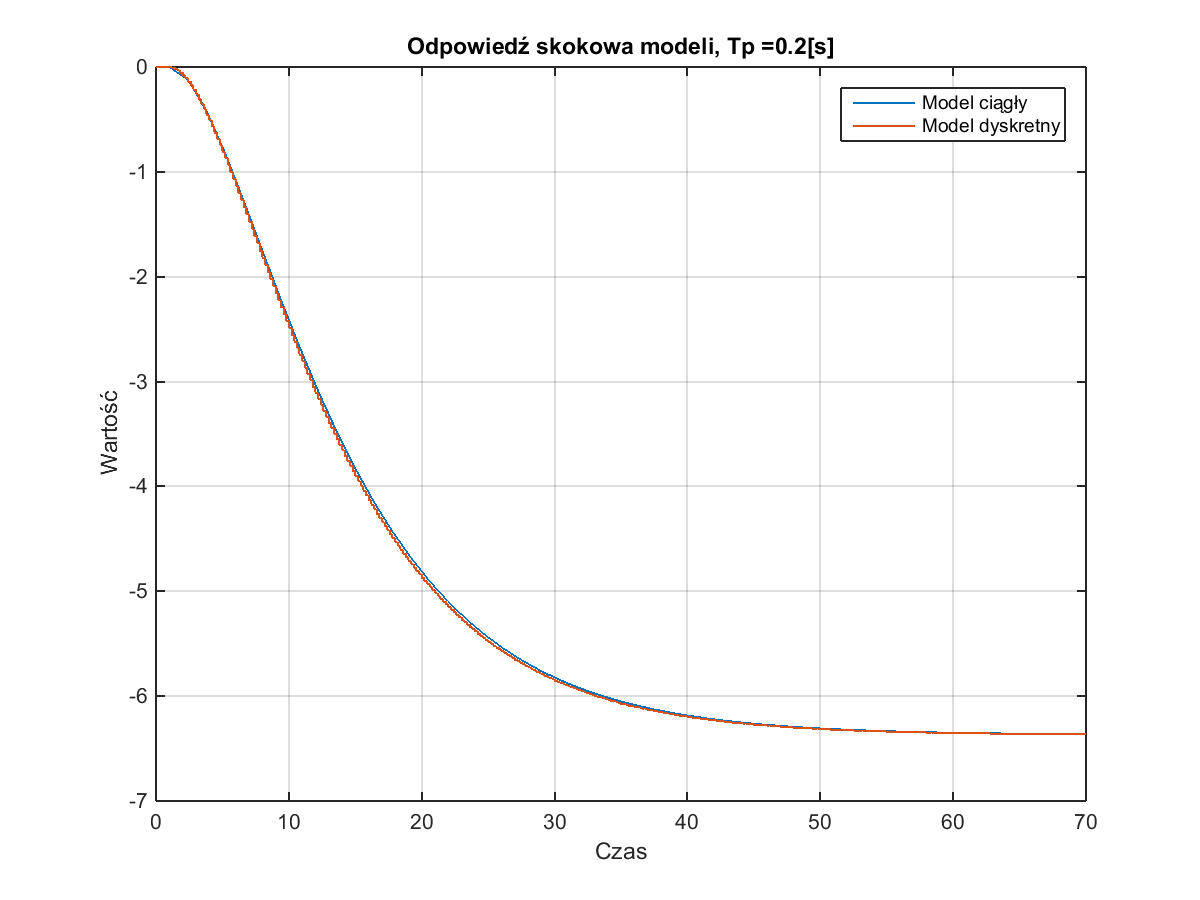 Odpowiedź skokowa modeli, Tp =0.2[s]
Model ciągły
Model dyskretny
0
-1
-2
-3
-4
-5
-6
-7
Wartość
0 10 20 30 40 50 60 70
Czas